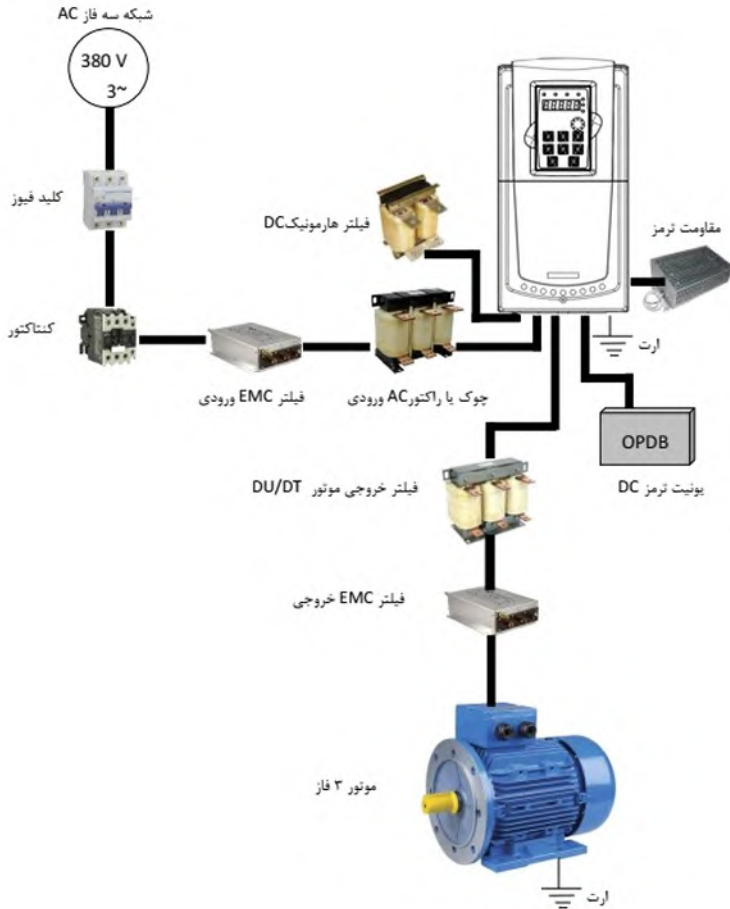 شبکه سه فاز AC
380 V
3~
کلید فیوز
کنتاکتور
فیلتر EMC ورودی
چوک یا راکتورAC ورودی
فیلتر هارمونیکDC
مقاومت ترمز
ارت
OPDB
یونیت ترمز DC
فیلتر خروجی موتور DU/DT
فیلتر EMC خروجی
موتور ۳ فاز
ارت